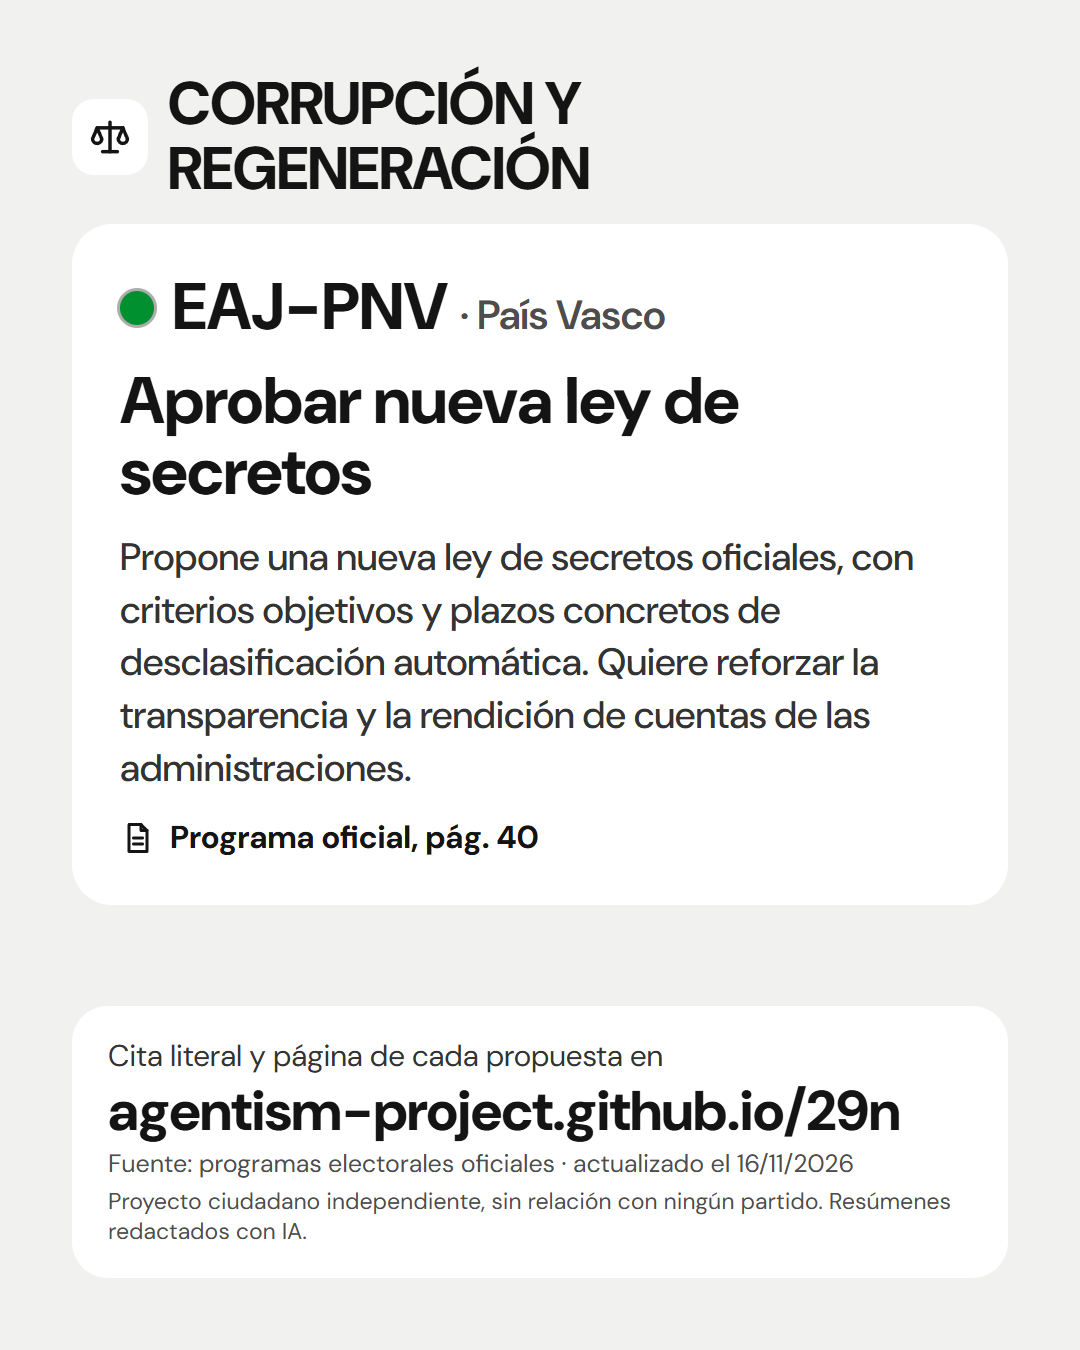 CORRUPCIÓN Y
REGENERACIÓN
EAJ-PNV · País Vasco
Aprobar nueva ley de
secretos
Propone una nueva ley de secretos oficiales, con
criterios objetivos y plazos concretos de
desclasificación automática. Quiere reforzar la
transparencia y la rendición de cuentas de las
administraciones.
Programa oficial, pág. 40
Cita literal y página de cada propuesta en
agentism-project.github.io/29n
Fuente: programas electorales oficiales · actualizado el 16/11/2026
Proyecto ciudadano independiente, sin relación con ningún partido. Resúmenes
redactados con IA.